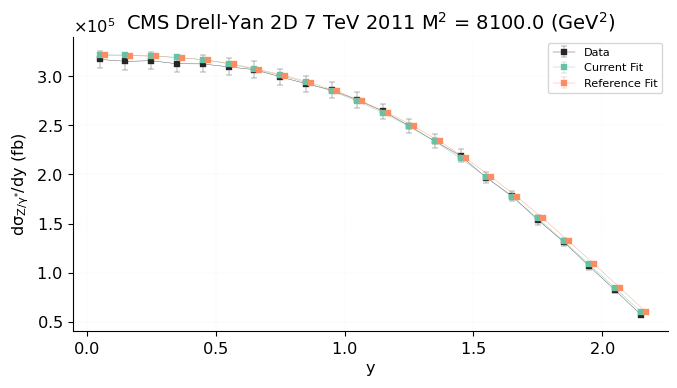 ×10⁵ CMS Drell-Yan 2D 7 TeV 2011 M² = 8100.0 (GeV²)
Data
Current Fit
Reference Fit
dσ_Z/γ*/dy (fb)
3.0
2.5
2.0
1.5
1.0
0.5
0.0 0.5 1.0 1.5 2.0
y